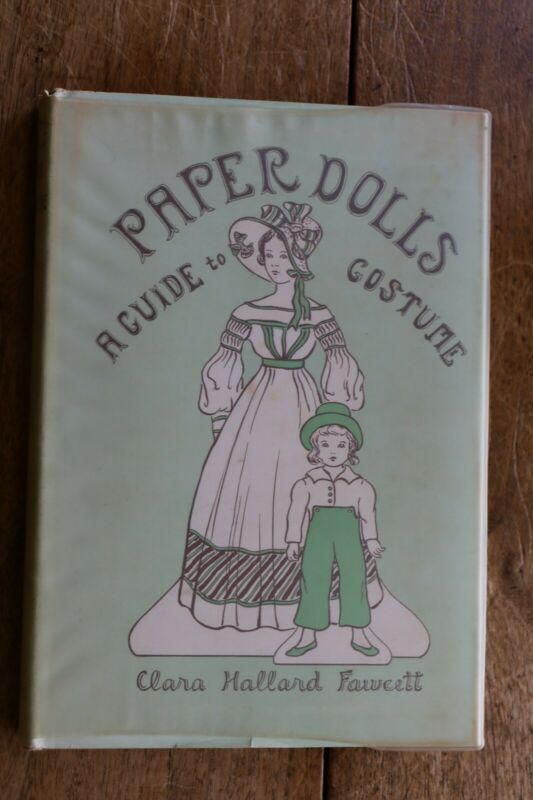 PAPER DOLLS
A GUIDE to COSTUME
Clara Hallard Fawcett